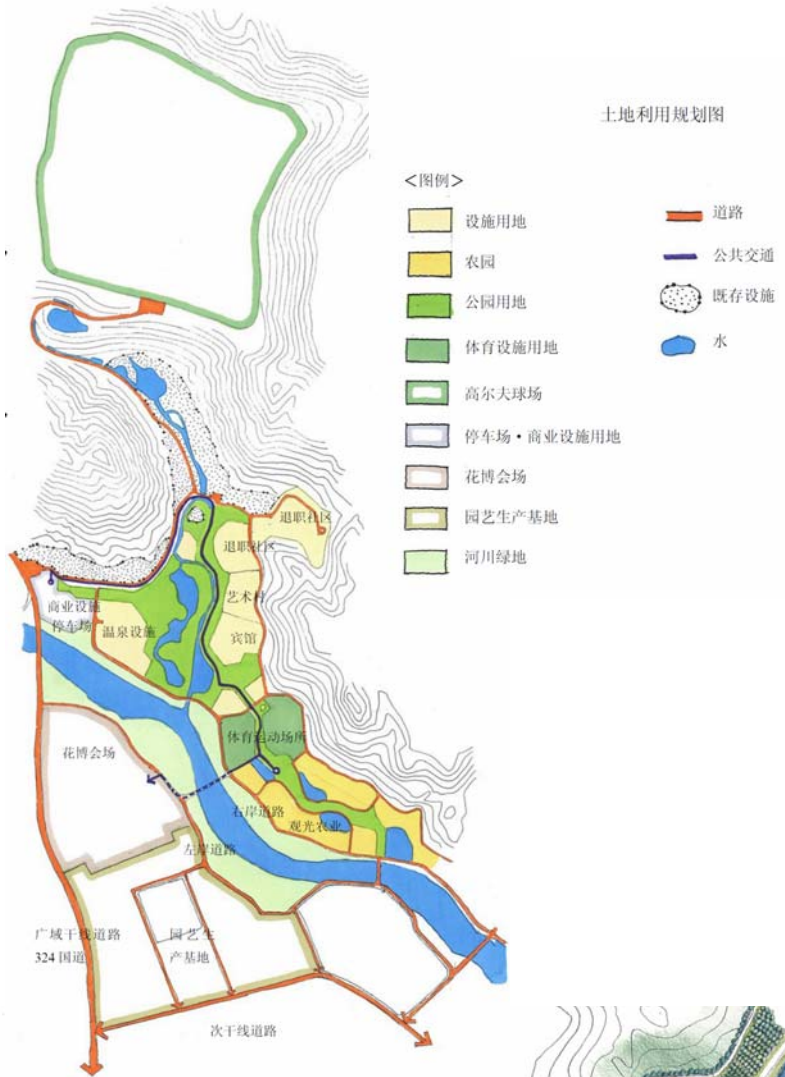 土地利用规划图
<图例>
设施用地
农园
公园用地
体育设施用地
高尔夫球场
停车场·商业设施用地
花博会场
园艺生产基地
河川绿地
道路
公共交通
既存设施
水
退职社区
退职社区
艺术村
宾馆
商业设施
停车场
温泉设施
体育运动场所
花博会场
右岸道路
观光农业
左岸道路
广域干线道路
324国道
园艺生
产基地
次干线道路